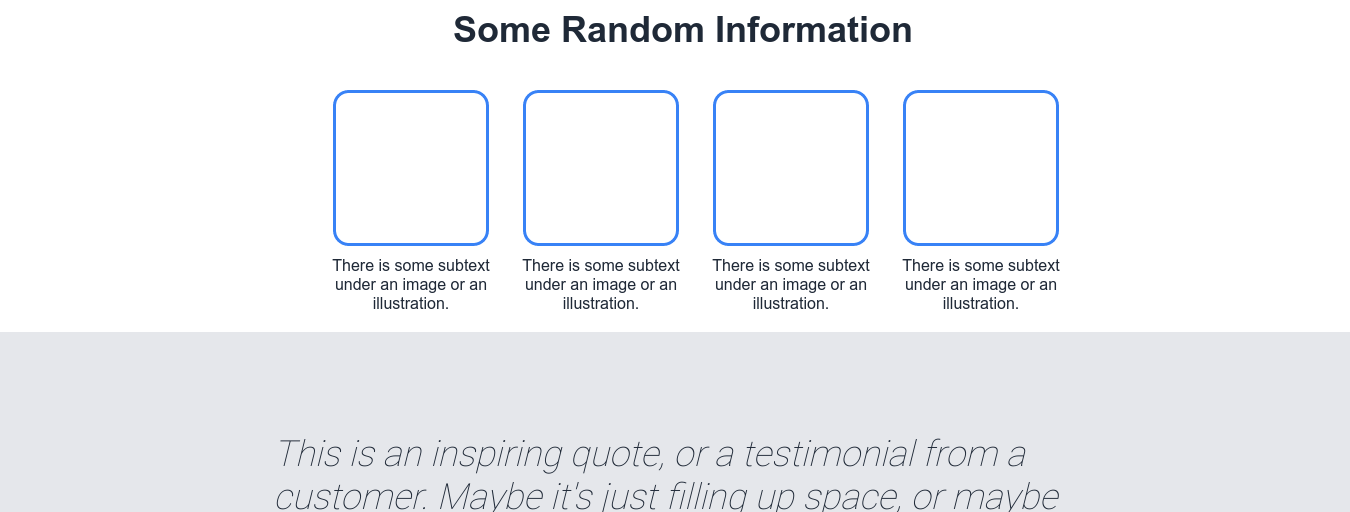 Some Random Information
There is some subtext
under an image or an
illustration.
There is some subtext
under an image or an
illustration.
There is some subtext
under an image or an
illustration.
There is some subtext
under an image or an
illustration.
This is an inspiring quote, or a testimonial from a
customer. Maybe it's just filling up space, or maybe